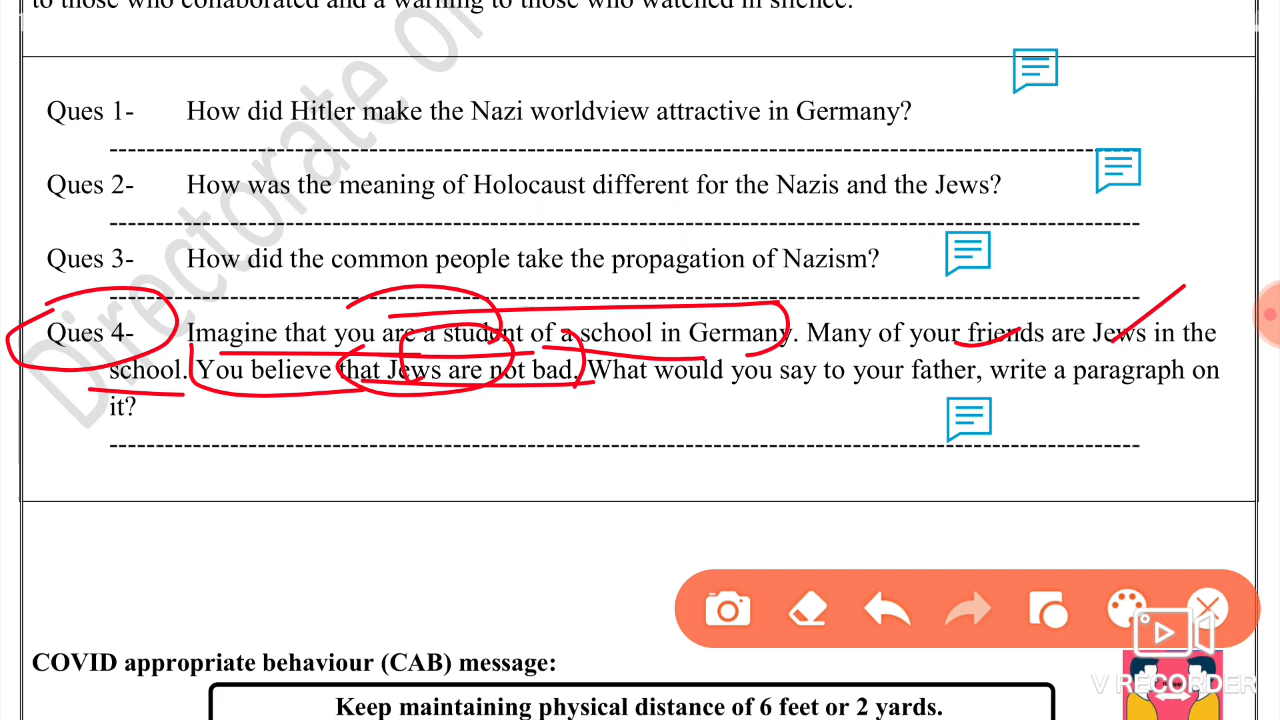 to those who collaborated and a warning to those who watched in silence.
Directorate of
Ques 1- How did Hitler make the Nazi worldview attractive in Germany?
Ques 2- How was the meaning of Holocaust different for the Nazis and the Jews?
Ques 3- How did the common people take the propagation of Nazism?
Ques 4- Imagine that you are a student of a school in Germany. Many of your friends are Jews in the
school. You believe that Jews are not bad. What would you say to your father, write a paragraph on
it?
COVID appropriate behaviour (CAB) message:
V RECORDER
Keep maintaining physical distance of 6 feet or 2 yards.